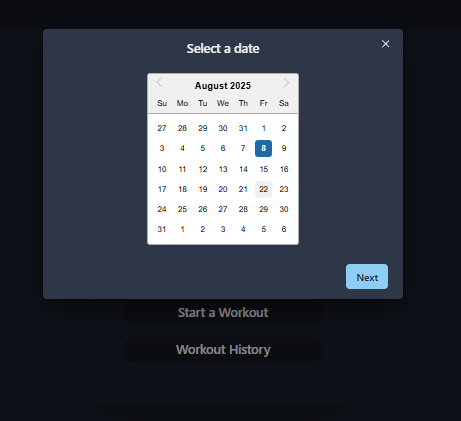 Select a date
August 2025
Su Mo Tu We Th Fr Sa
27 28 29 30 31 1 2
3 4 5 6 7 8 9
10 11 12 13 14 15 16
17 18 19 20 21 22 23
24 25 26 27 28 29 30
31 1 2 3 4 5 6
Next
Start a Workout
Workout History